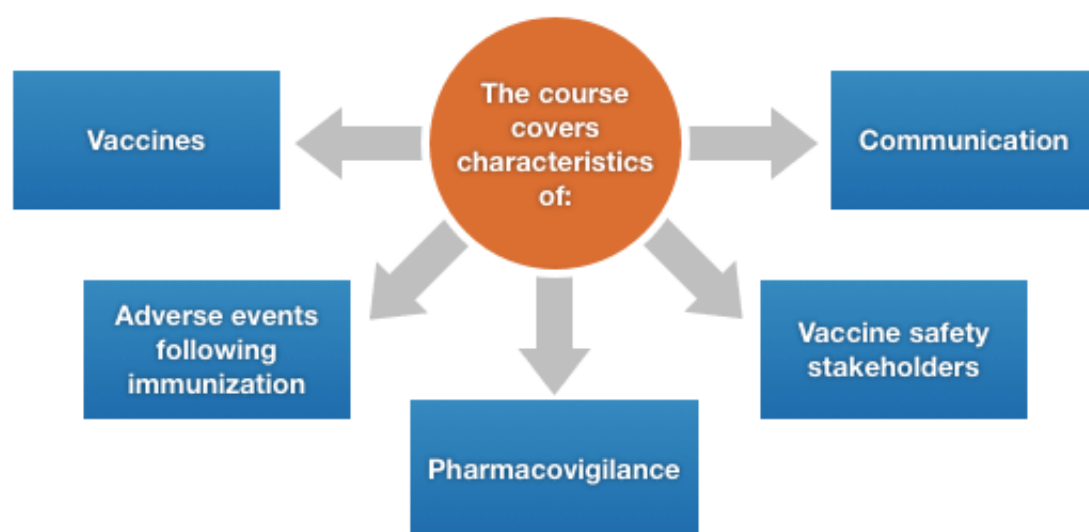 The course
covers
characteristics
of:
Vaccines
Adverse events
following
immunization
Pharmacovigilance
Vaccine safety
stakeholders
Communication